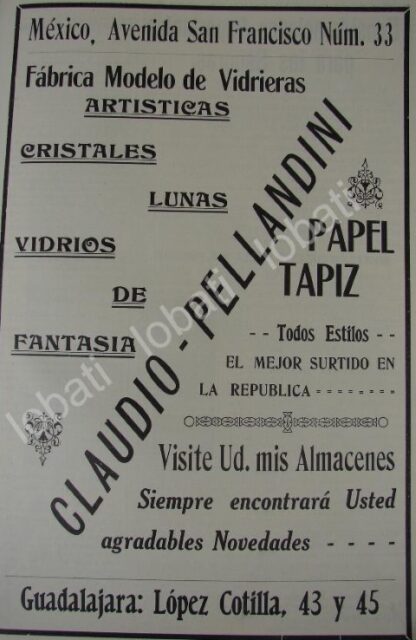 México, Avenida San Francisco Núm. 33
Fábrica Modelo de Vidrieras
ARTISTICAS
CRISTALES
LUNAS
VIDRIOS
DE
FANTASIA
CLAUDIO - PELLANDINI
PAPEL
TAPIZ
- - Todos Estilos - -
EL MEJOR SURTIDO EN
LA REPUBLICA - - - - - - - -
Visite Ud. mis Almacenes
Siempre encontrará Usted
agradables Novedades - - - -
Guadalajara: López Cotilla, 43 y 45
lobati lobati lobati